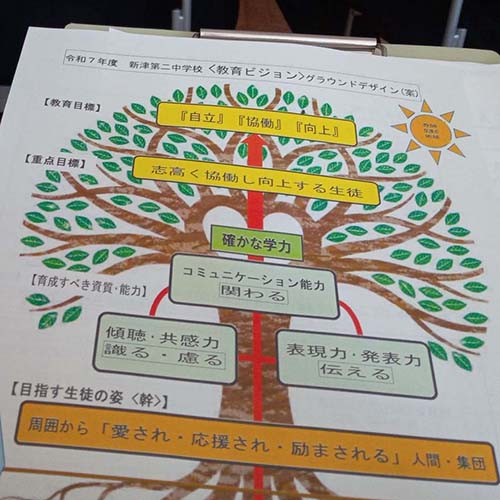 令和7年度 新津第二中学校 〈教育ビジョン〉グラウンドデザイン(案)
【教育目標】
『自立』『協働』『向上』
【重点目標】
志高く協働し向上する生徒
確かな学力
【育成すべき資質・能力】
コミュニケーション能力
関わる
傾聴・共感力
識る・慮る
表現力・発表力
伝える
【目指す生徒の姿〈幹〉】
周囲から「愛され・応援され・励まされる」人間・集団